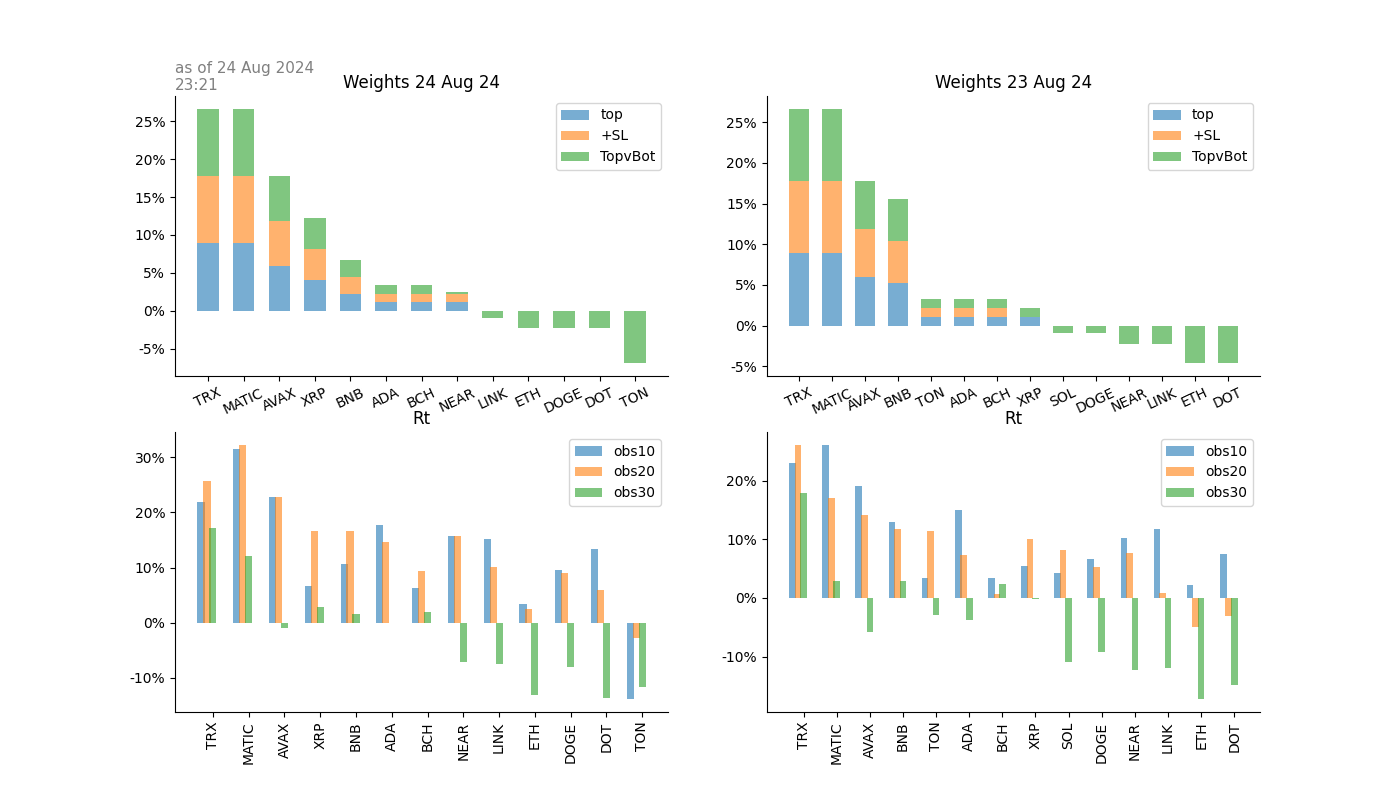 as of 24 Aug 2024
23:21
Weights 24 Aug 24
25%
20%
15%
10%
5%
0%
-5%
top
+SL
TopvBot
TRX MATIC AVAX XRP BNB ADA BCH NEAR LINK ETH DOGE DOT TON
Weights 23 Aug 24
25%
20%
15%
10%
5%
0%
-5%
top
+SL
TopvBot
TRX MATIC AVAX BNB TON ADA BCH XRP SOL DOGE NEAR LINK ETH DOT
Rt
30%
20%
10%
0%
-10%
obs10
obs20
obs30
TRX MATIC AVAX XRP BNB ADA BCH NEAR LINK ETH DOGE DOT TON
Rt
20%
10%
0%
-10%
obs10
obs20
obs30
TRX MATIC AVAX BNB TON ADA BCH XRP SOL DOGE NEAR LINK ETH DOT